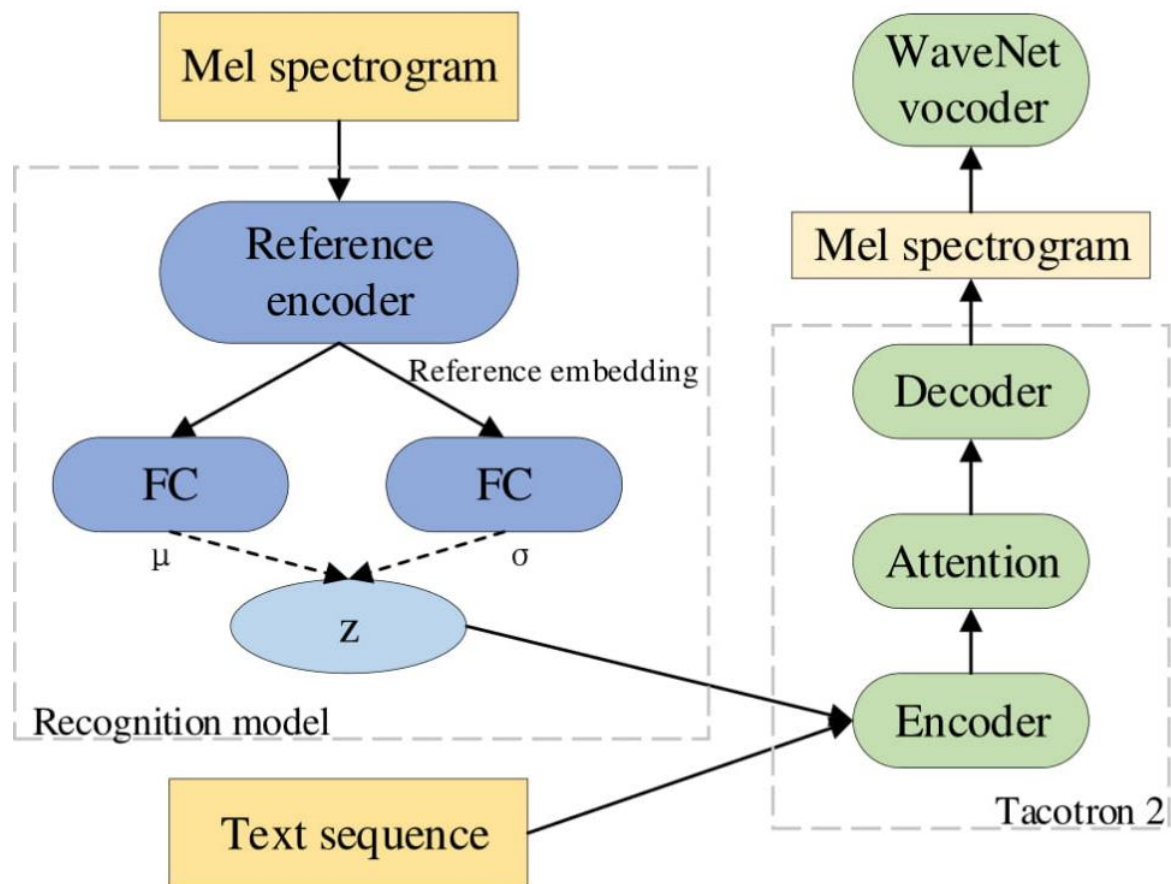 Mel spectrogram
Reference
encoder
Reference embedding
FC
FC
μ
σ
z
Recognition model
Text sequence
WaveNet
vocoder
Mel spectrogram
Decoder
Attention
Encoder
Tacotron 2